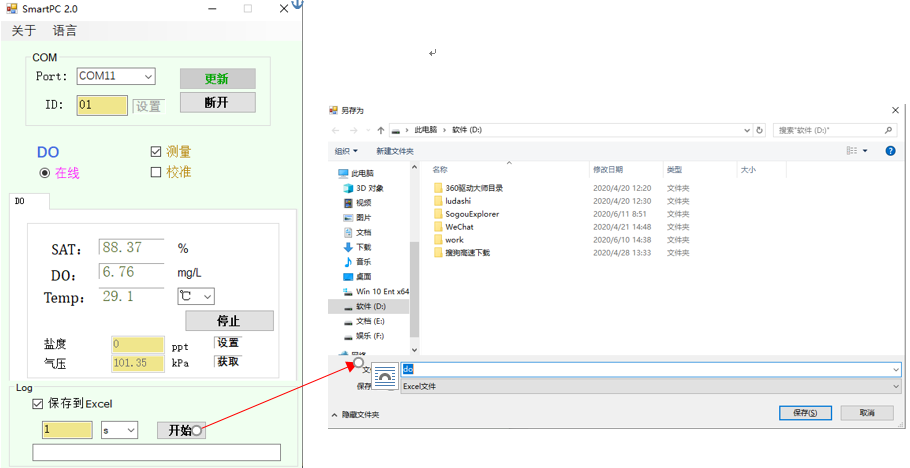 SmartPC 2.0
关于 语言
COM
Port: COM11 更新
ID: 01 设置 断开
DO 测量
在线 校准
DO
SAT: 88.37 %
DO: 6.76 mg/L
Temp: 29.1 ℃
停止
盐度 0 ppt 设置
气压 101.35 kPa 获取
Log
保存到Excel
1 s 开始
另存为
此电脑 › 软件 (D:) 搜索"软件 (D:)"
组织 新建文件夹
名称 修改日期 类型 大小
此电脑
3D 对象
视频
图片
文档
下载
音乐
桌面
Win 10 Ent x64
软件 (D:)
文档 (E:)
娱乐 (F:)
网络
360驱动大师目录 2020/4/20 12:20 文件夹
ludashi 2020/4/20 12:30 文件夹
SogouExplorer 2020/6/11 8:51 文件夹
WeChat 2020/4/21 14:48 文件夹
work 2020/6/10 14:38 文件夹
搜狗高速下载 2020/4/28 13:33 文件夹
文 do
保存 Excel文件
隐藏文件夹 保存(S) 取消